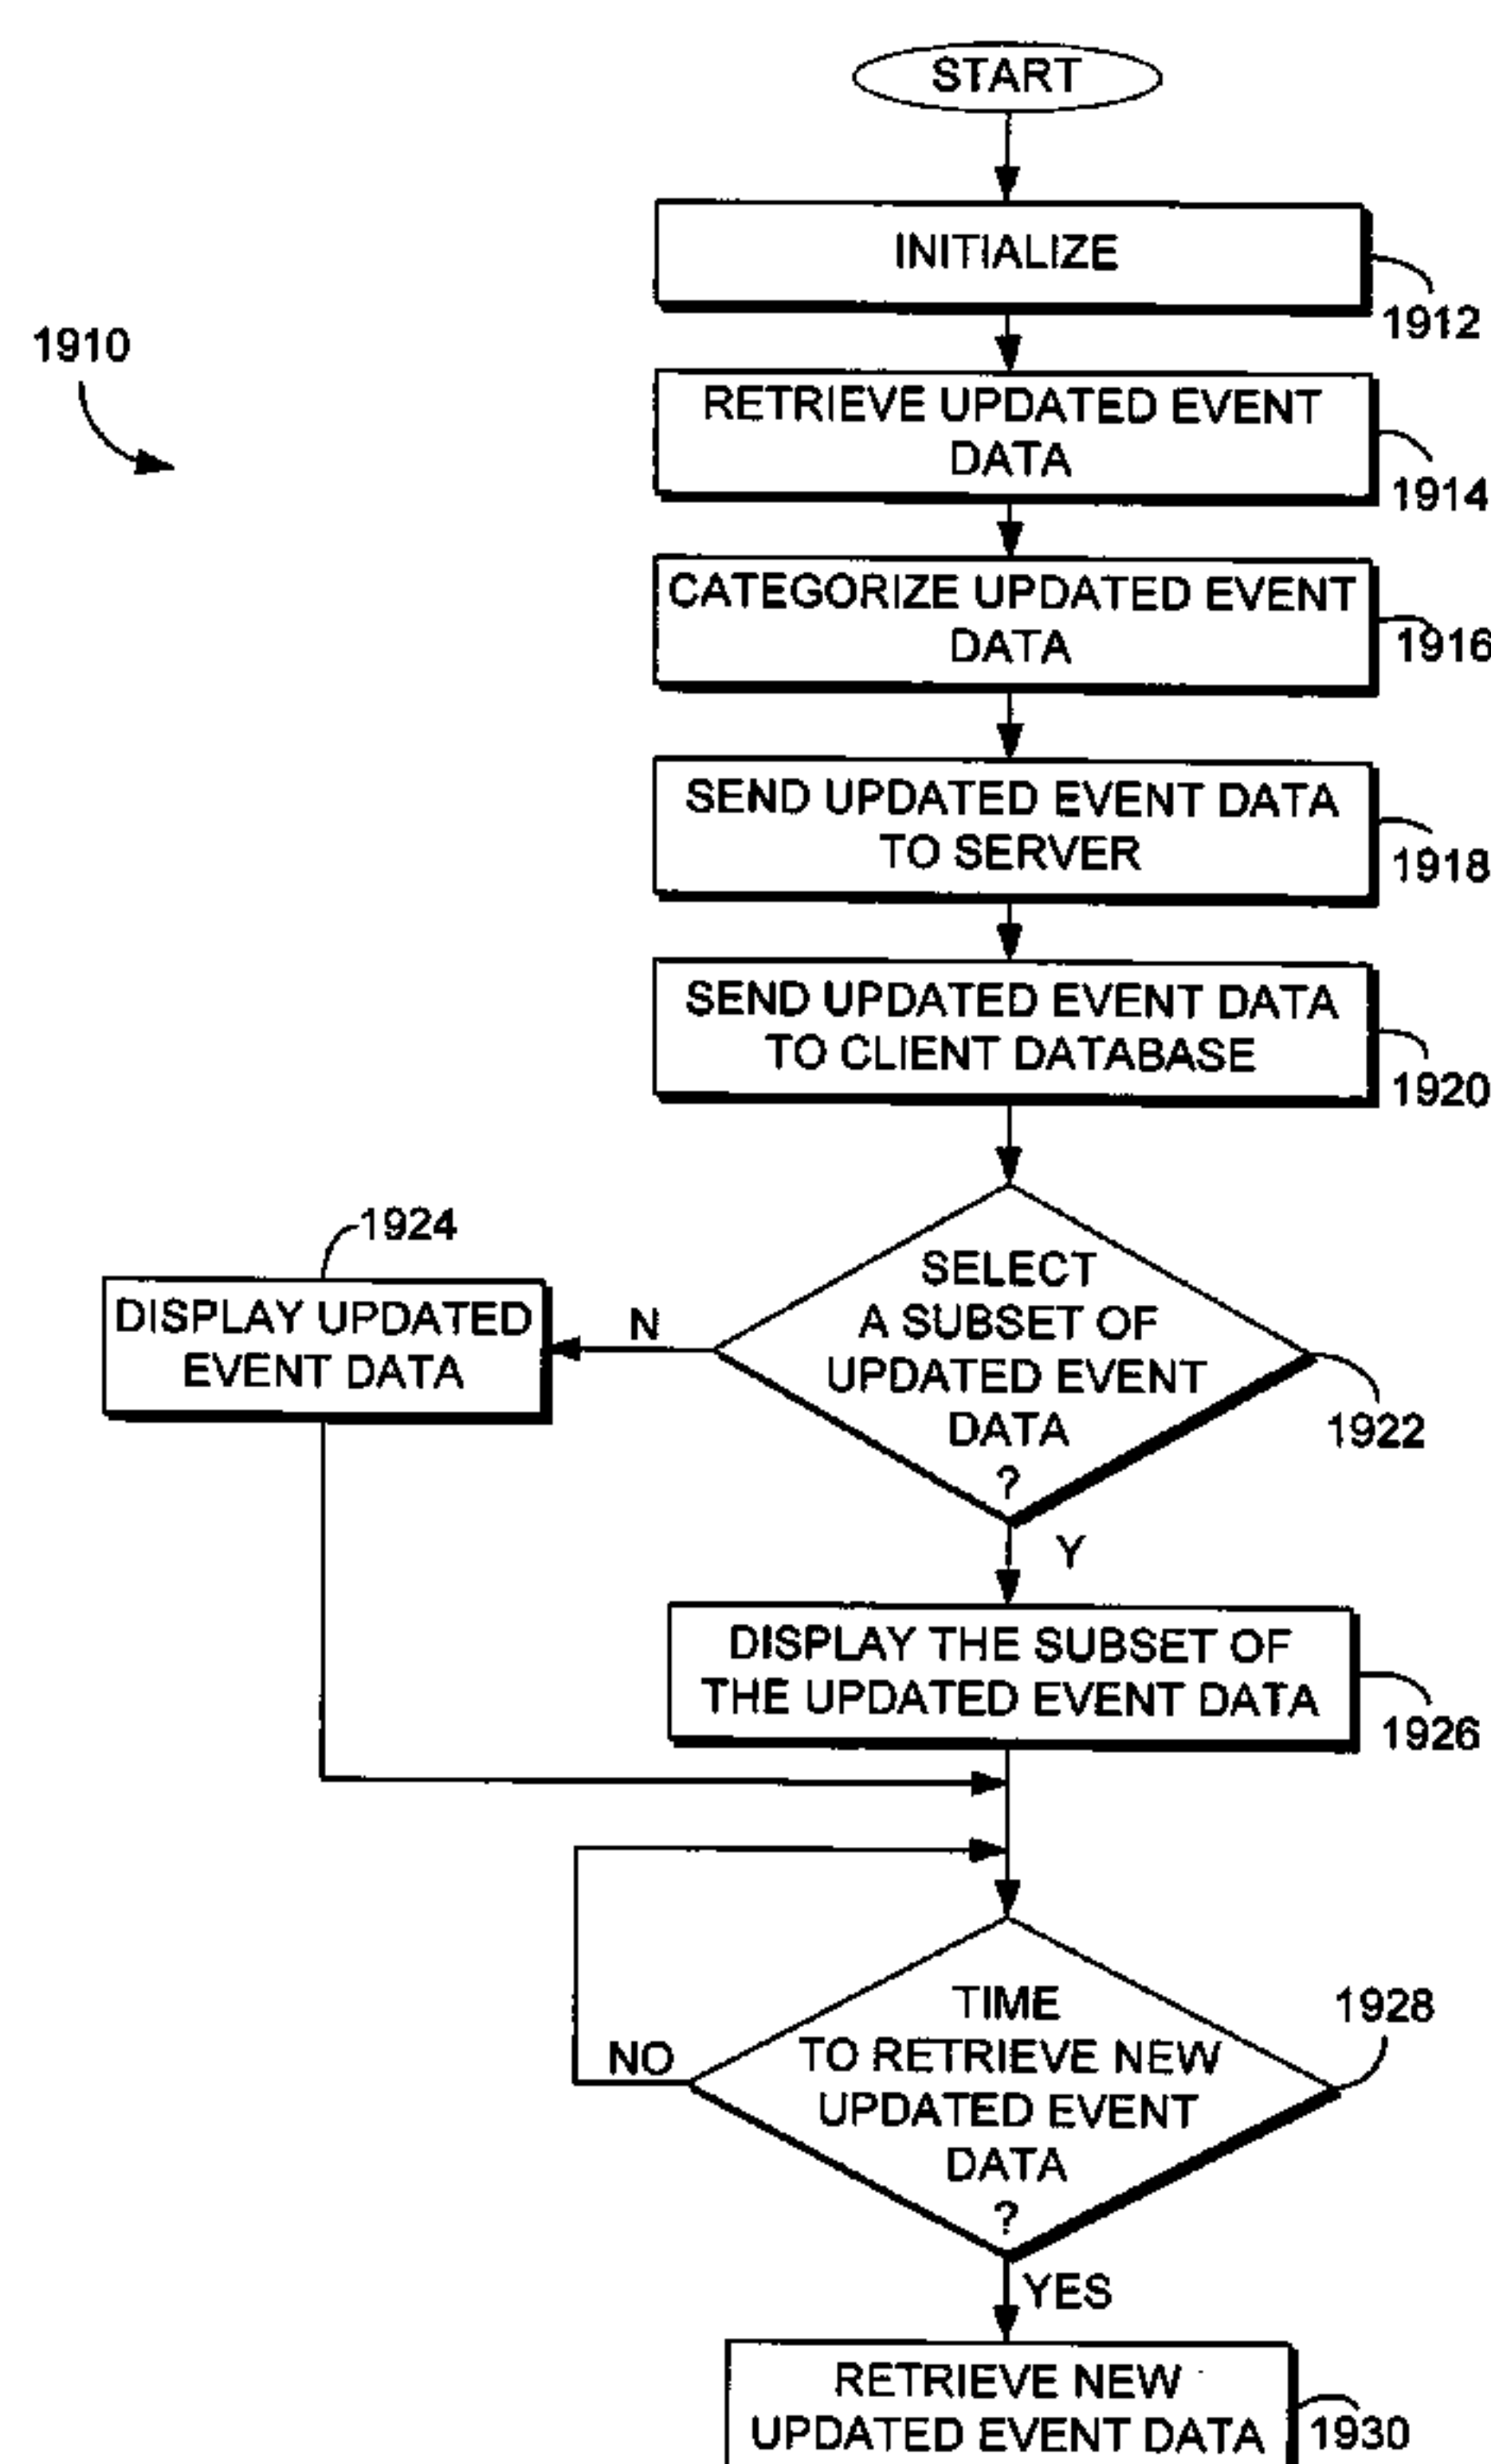 START
INITIALIZE
1912
1910
RETRIEVE UPDATED EVENT
DATA
1914
CATEGORIZE UPDATED EVENT
DATA
1916
SEND UPDATED EVENT DATA
TO SERVER
1918
SEND UPDATED EVENT DATA
TO CLIENT DATABASE
1920
1924
DISPLAY UPDATED
EVENT DATA
N
SELECT
A SUBSET OF
UPDATED EVENT
DATA
?
1922
Y
DISPLAY THE SUBSET OF
THE UPDATED EVENT DATA
1926
TIME
TO RETRIEVE NEW
UPDATED EVENT
DATA
?
1928
NO
YES
RETRIEVE NEW
UPDATED EVENT DATA
1930